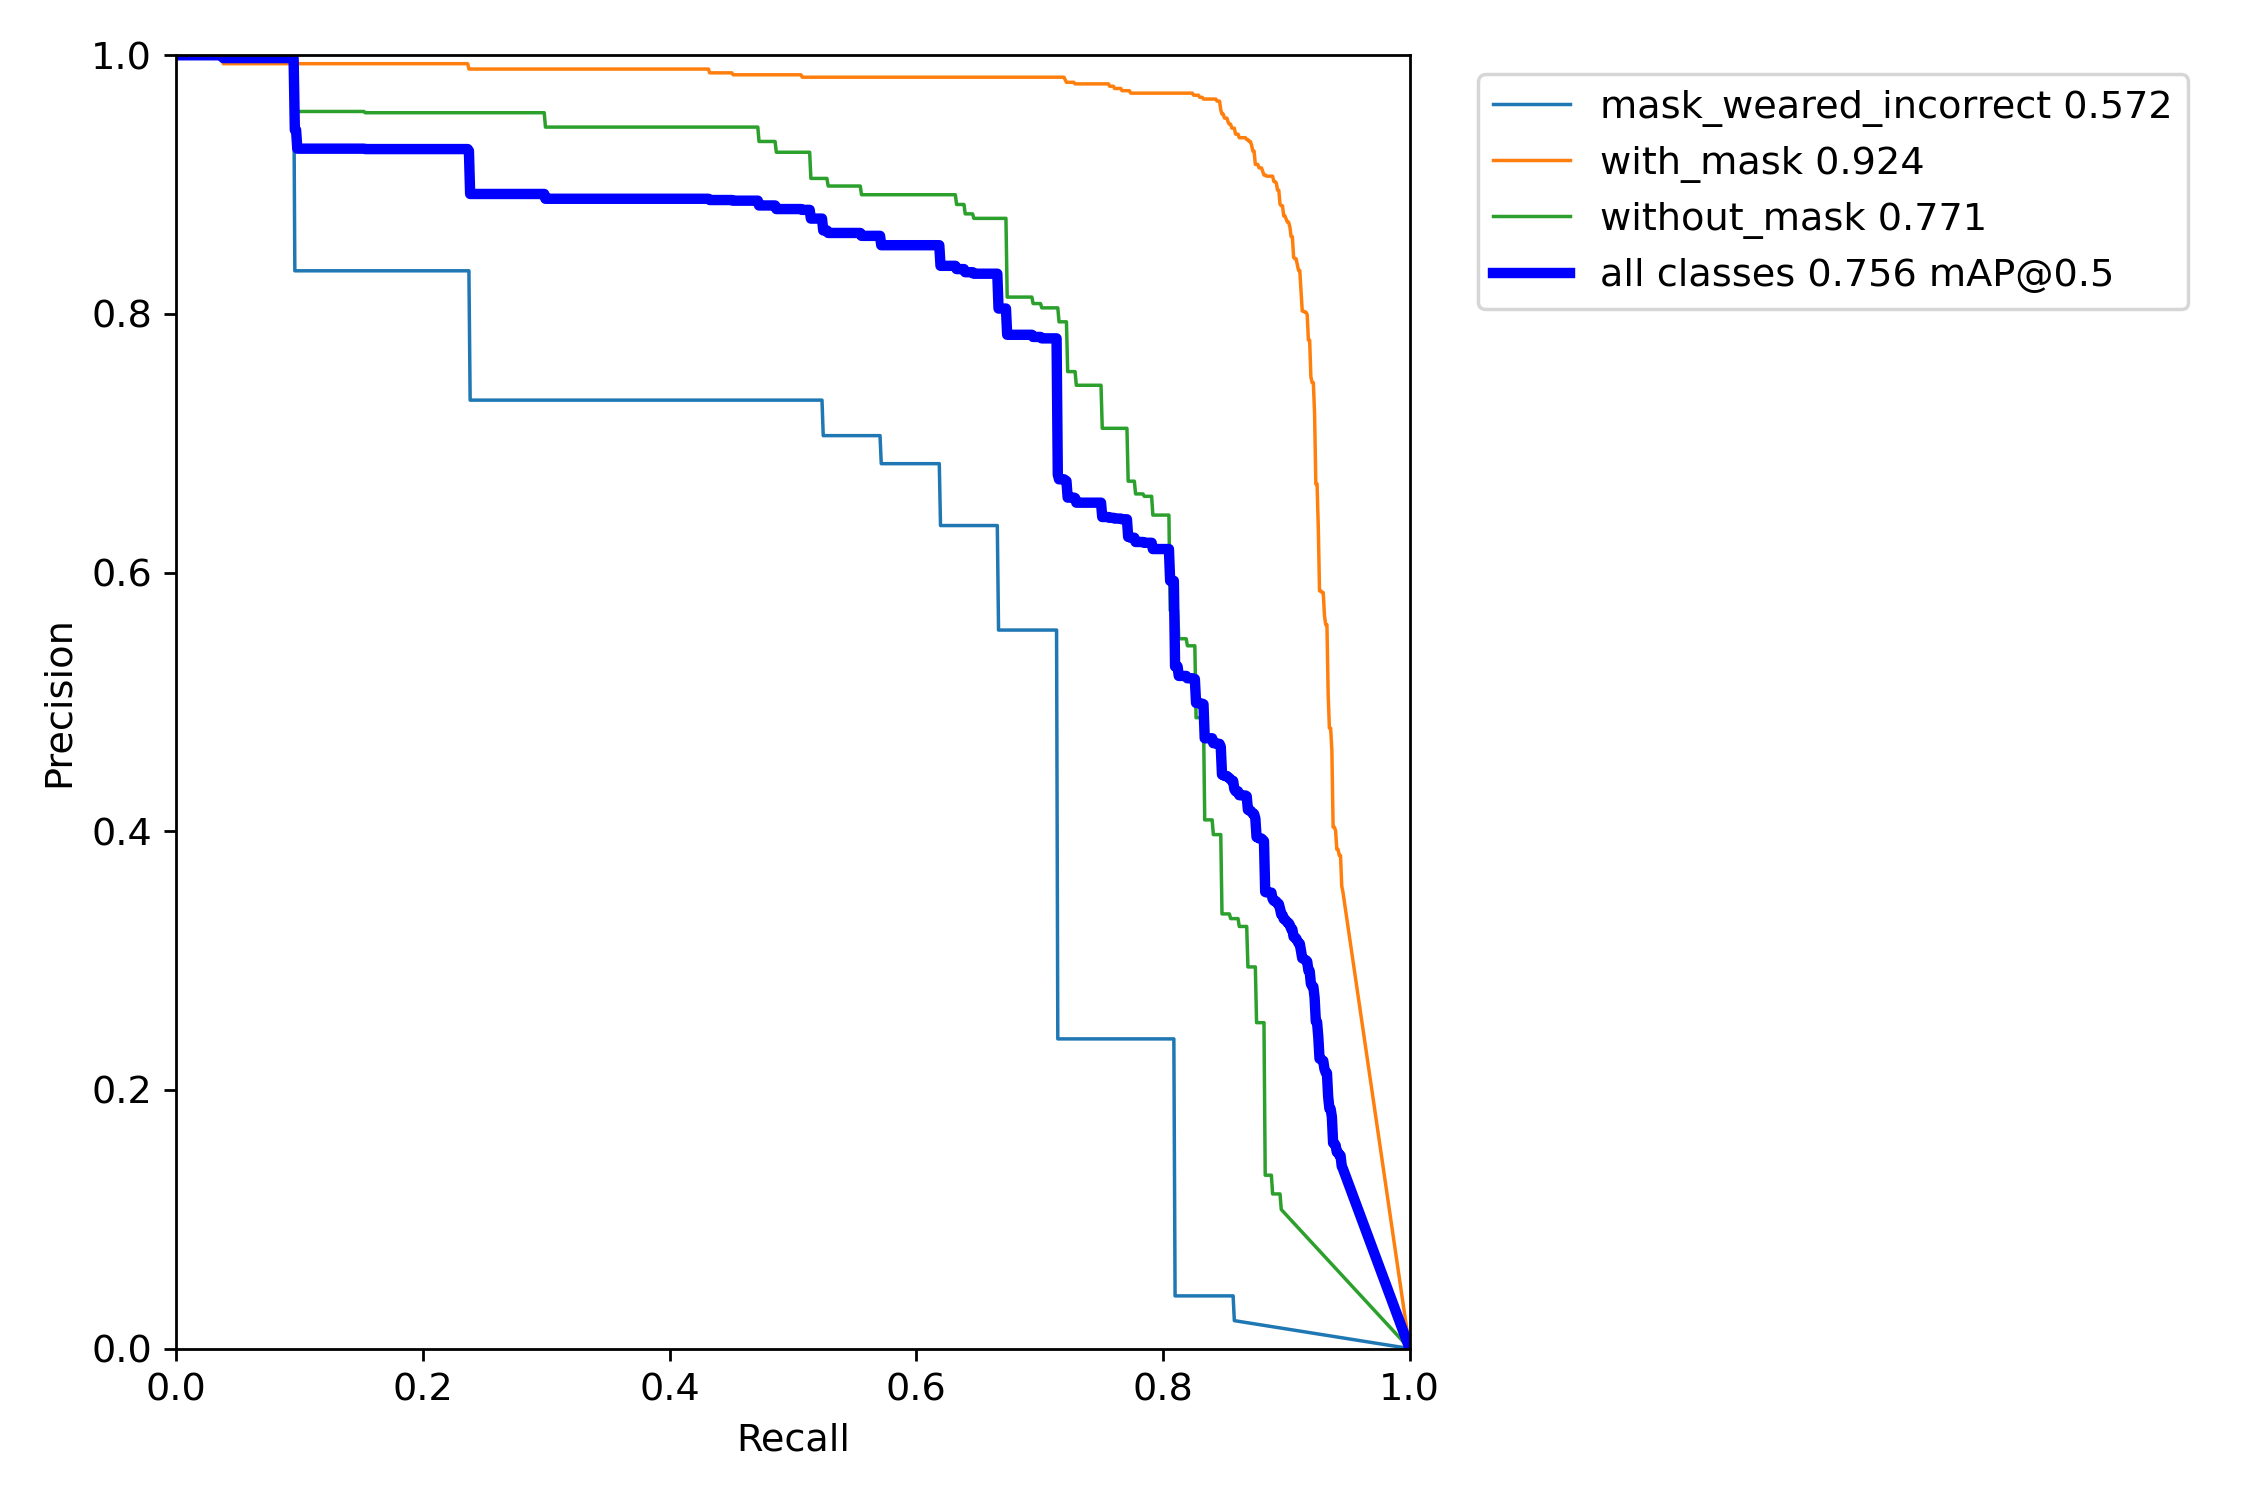 1.0
0.8
0.6
0.4
0.2
0.0
Precision
0.0 0.2 0.4 0.6 0.8 1.0
Recall
mask_weared_incorrect 0.572
with_mask 0.924
without_mask 0.771
all classes 0.756 mAP@0.5